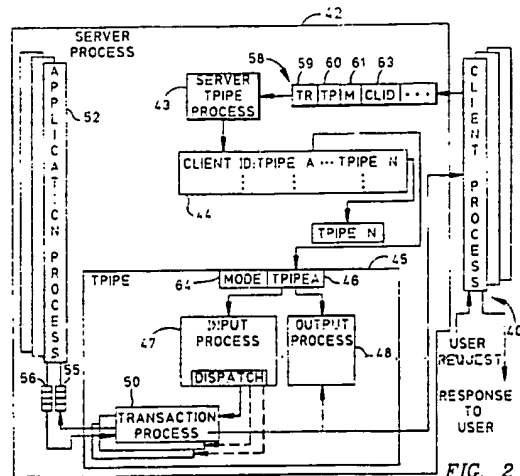 42
SERVER
PROCESS
58 59 60 61 63
TR TP M CLID ...
43
SERVER
TPIPE
PROCESS
52
APPLICATION PROCESS
CLIENT PROCESS
CLIENT ID:TPIPE A ... TPIPE N
44
TPIPE N
45
TPIPE
64 MODE TPIPEA 46
47
INPUT
PROCESS
OUTPUT
PROCESS
48
DISPATCH
40
USER
REQUEST
RESPONSE
TO
USER
56 55
50
TRANSACTION
PROCESS
FIG. 2